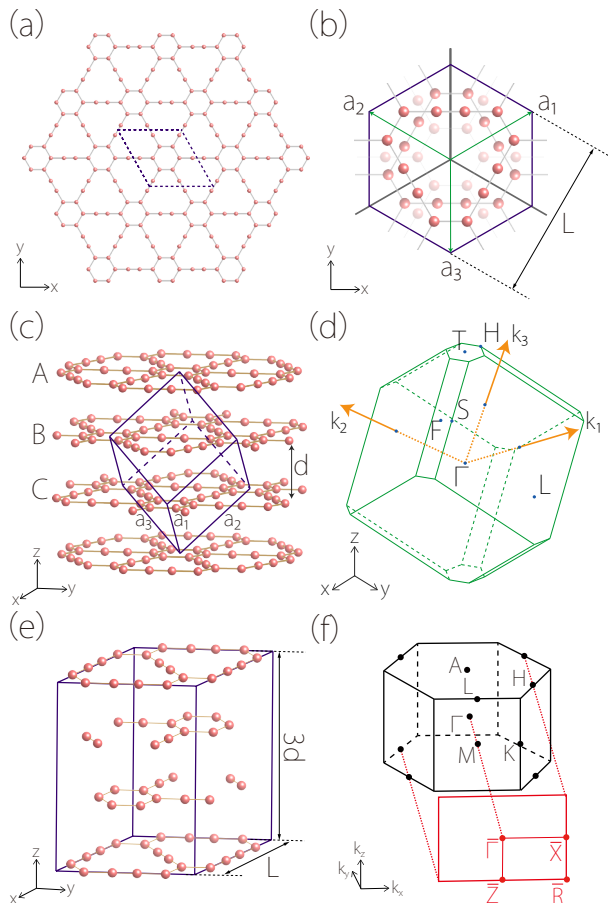 (a)
y
x
(b)
a2
a1
a3
L
y
x
(c)
A
B
C
d
a3
a1
a2
z
x
y
(d)
T
H
k3
k2
F
S
k1
Γ
L
z
x
y
(e)
3d
L
z
x
y
(f)
A
L
H
Γ
M
K
Γ̅
X̅
Z̅
R̅
kz
ky
kx